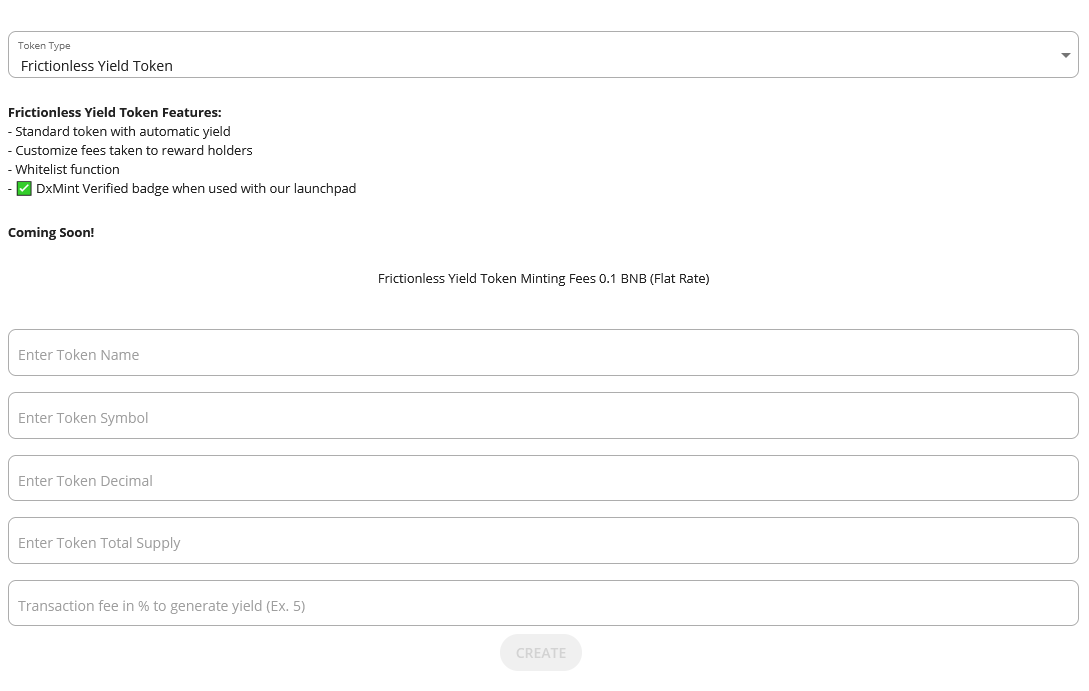 Token Type
Frictionless Yield Token
Frictionless Yield Token Features:
- Standard token with automatic yield
- Customize fees taken to reward holders
- Whitelist function
- ✅ DxMint Verified badge when used with our launchpad
Coming Soon!
Frictionless Yield Token Minting Fees 0.1 BNB (Flat Rate)
Enter Token Name
Enter Token Symbol
Enter Token Decimal
Enter Token Total Supply
Transaction fee in % to generate yield (Ex. 5)
CREATE